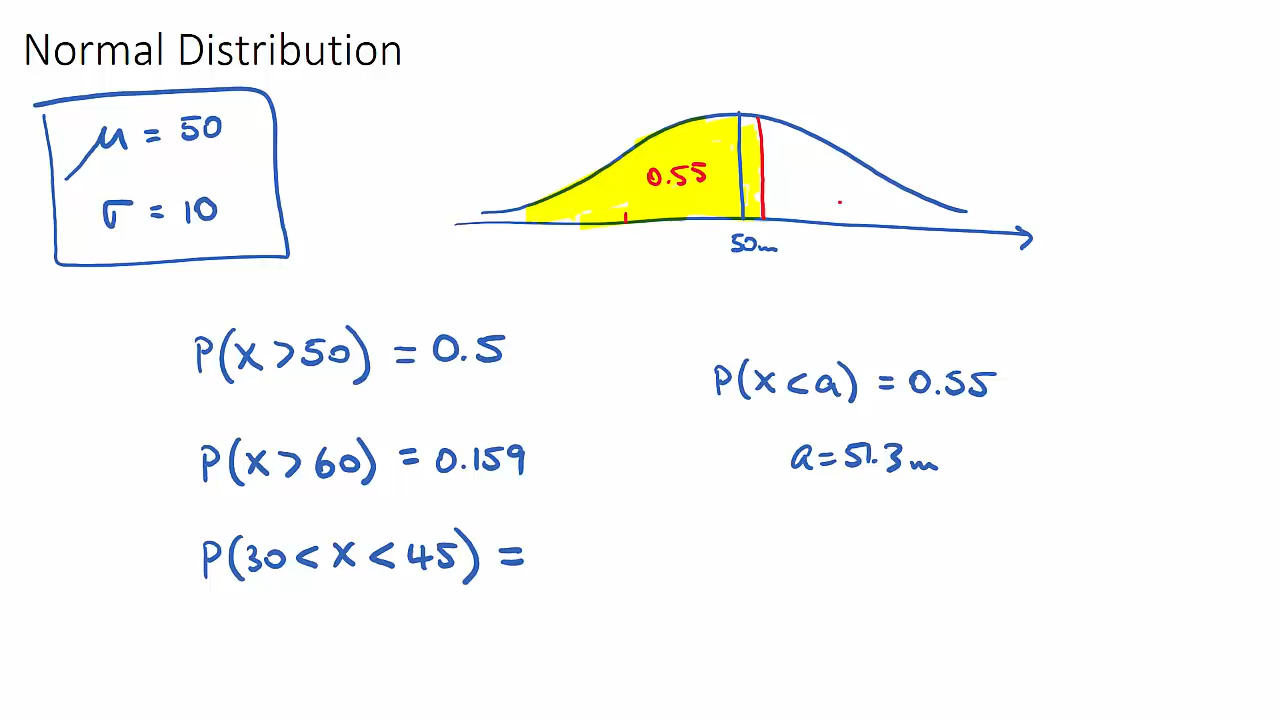 Normal Distribution
μ = 50
σ = 10
0.55
50m
P(x>50) = 0.5
P(x<a) = 0.55
a=51.3m
P(x>60) = 0.159
P(30<x<45) =